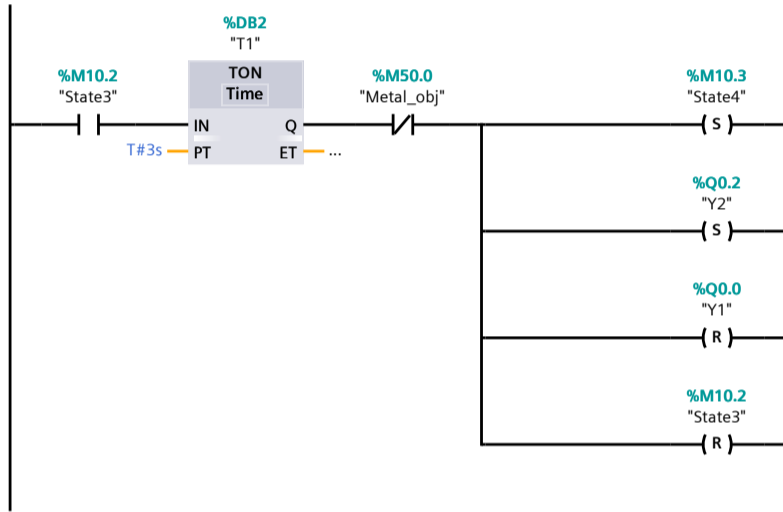 %DB2
"T1"
%M10.2
"State3"
TON
Time
%M50.0
"Metal_obj"
%M10.3
"State4"
IN
Q
S
T#3s
PT
ET
...
%Q0.2
"Y2"
S
%Q0.0
"Y1"
R
%M10.2
"State3"
R